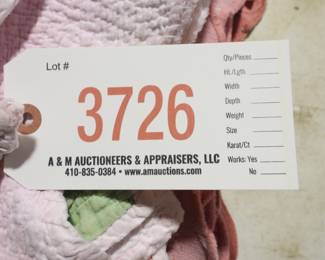 Lot #
3726
A & M AUCTIONEERS & APPRAISERS, LLC
410-835-0384 • www.amauctions.com
Qty/Pieces
Ht./Lgth
Width
Depth
Weight
Size
Karat/Ct
Works: Yes
No